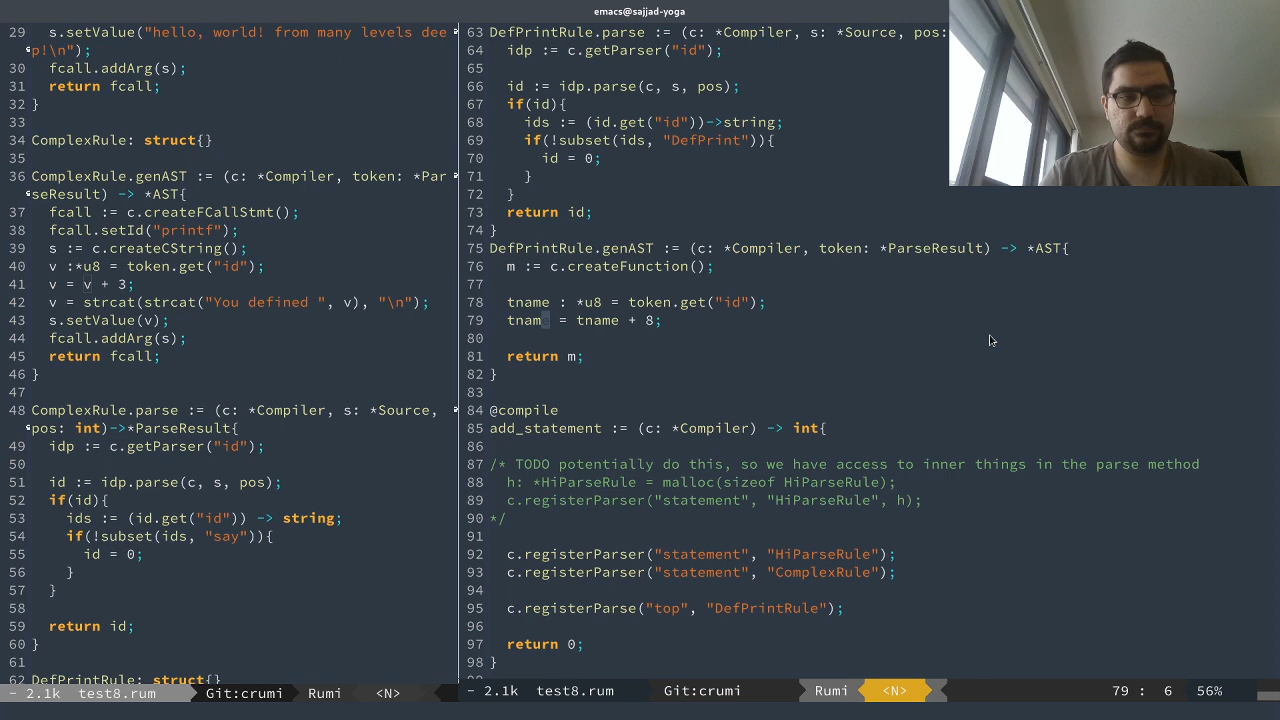 emacs@sajjad-yoga
29 s.setValue("hello, world! from many levels dee
p!\n");
30 fcall.addArg(s);
31 return fcall;
32 }
33
34 ComplexRule: struct{}
35
36 ComplexRule.genAST := (c: *Compiler, token: *Par
seResult) -> *AST{
37 fcall := c.createFCallStmt();
38 fcall.setId("printf");
39 s := c.createCString();
40 v :*u8 = token.get("id");
41 v = v + 3;
42 v = strcat(strcat("You defined ", v), "\n");
43 s.setValue(v);
44 fcall.addArg(s);
45 return fcall;
46 }
47
48 ComplexRule.parse := (c: *Compiler, s: *Source,
pos: int)->*ParseResult{
49 idp := c.getParser("id");
50
51 id := idp.parse(c, s, pos);
52 if(id){
53 ids := (id.get("id")) -> string;
54 if(!subset(ids, "say")){
55 id = 0;
56 }
57 }
58
59 return id;
60 }
61
62 DefPrintRule: struct{}
- 2.1k test8.rum Git:crumi Rumi <N>
63 DefPrintRule.parse := (c: *Compiler, s: *Source, pos:
64 idp := c.getParser("id");
65
66 id := idp.parse(c, s, pos);
67 if(id){
68 ids := (id.get("id"))->string;
69 if(!subset(ids, "DefPrint")){
70 id = 0;
71 }
72 }
73 return id;
74 }
75 DefPrintRule.genAST := (c: *Compiler, token: *ParseResult) -> *AST{
76 m := c.createFunction();
77
78 tname : *u8 = token.get("id");
79 tname = tname + 8;
80
81 return m;
82 }
83
84 @compile
85 add_statement := (c: *Compiler) -> int{
86
87 /* TODO potentially do this, so we have access to inner things in the parse method
88 h: *HiParseRule = malloc(sizeof HiParseRule);
89 c.registerParser("statement", "HiParseRule", h);
90 */
91
92 c.registerParser("statement", "HiParseRule");
93 c.registerParser("statement", "ComplexRule");
94
95 c.registerParse("top", "DefPrintRule");
96
97 return 0;
98 }
- 2.1k test8.rum Git:crumi Rumi <N> 79 : 6 56%